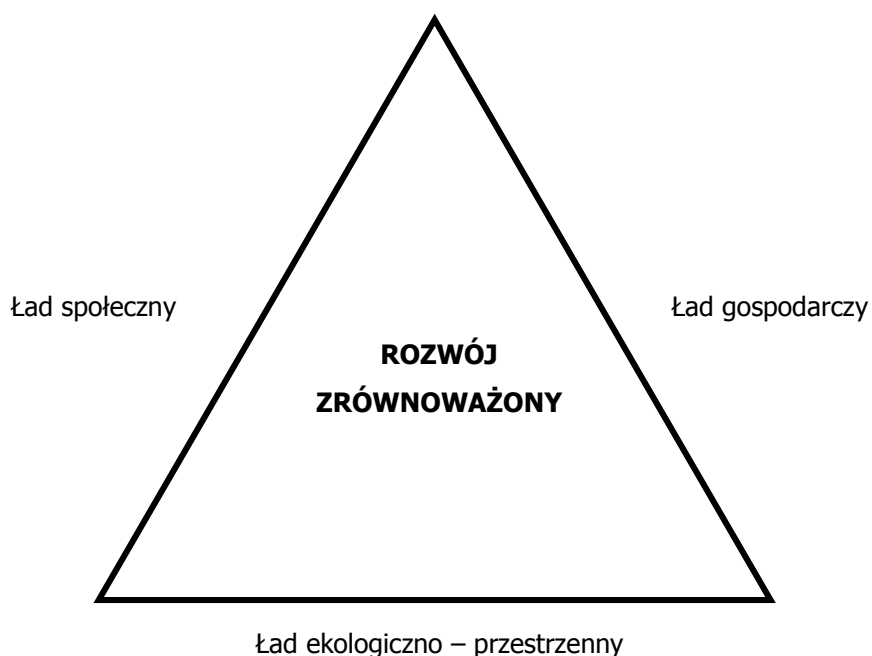 Ład społeczny
Ład gospodarczy
ROZWÓJ
ZRÓWNOWAŻONY
Ład ekologiczno – przestrzenny